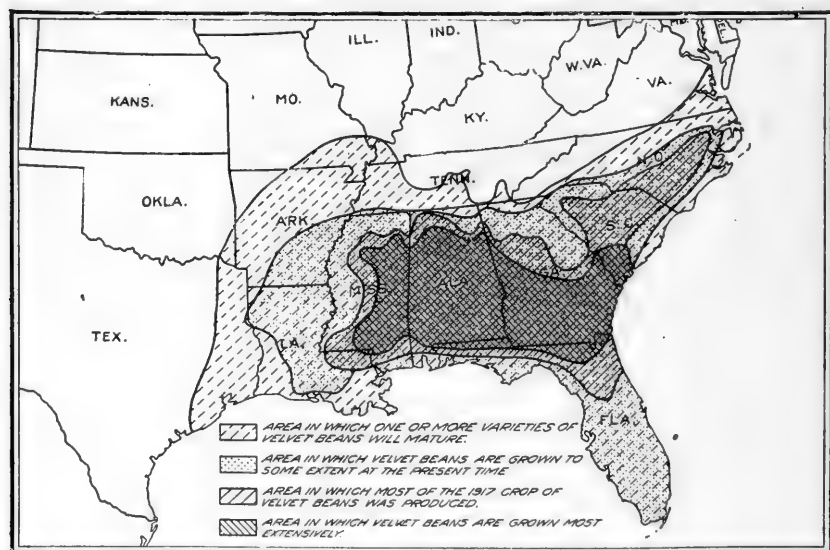 ILL.
IND.
W.VA.
DEL.
KANS.
MO.
KY.
VA.
TENN.
N.C.
OKLA.
ARK.
S.C.
MISS.
ALA.
GA.
TEX.
LA.
FLA.
AREA IN WHICH ONE OR MORE VARIETIES OF
VELVET BEANS WILL MATURE.
AREA IN WHICH VELVET BEANS ARE GROWN TO
SOME EXTENT AT THE PRESENT TIME
AREA IN WHICH MOST OF THE 1917 CROP OF
VELVET BEANS WAS PRODUCED.
AREA IN WHICH VELVET BEANS ARE GROWN MOST
EXTENSIVELY.